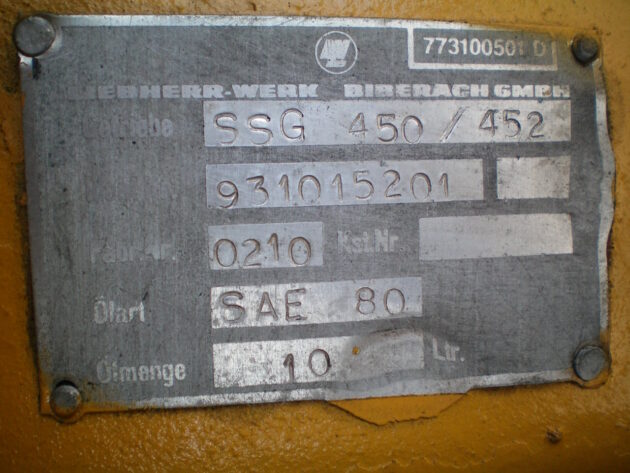 773100501 D
LIEBHERR-WERK BIBERACH GMBH
Getriebe SSG 450 / 452
931015201
Fabr.Nr. 0210 Kst.Nr
Ölart SAE 80
Ölmenge 10 Ltr.